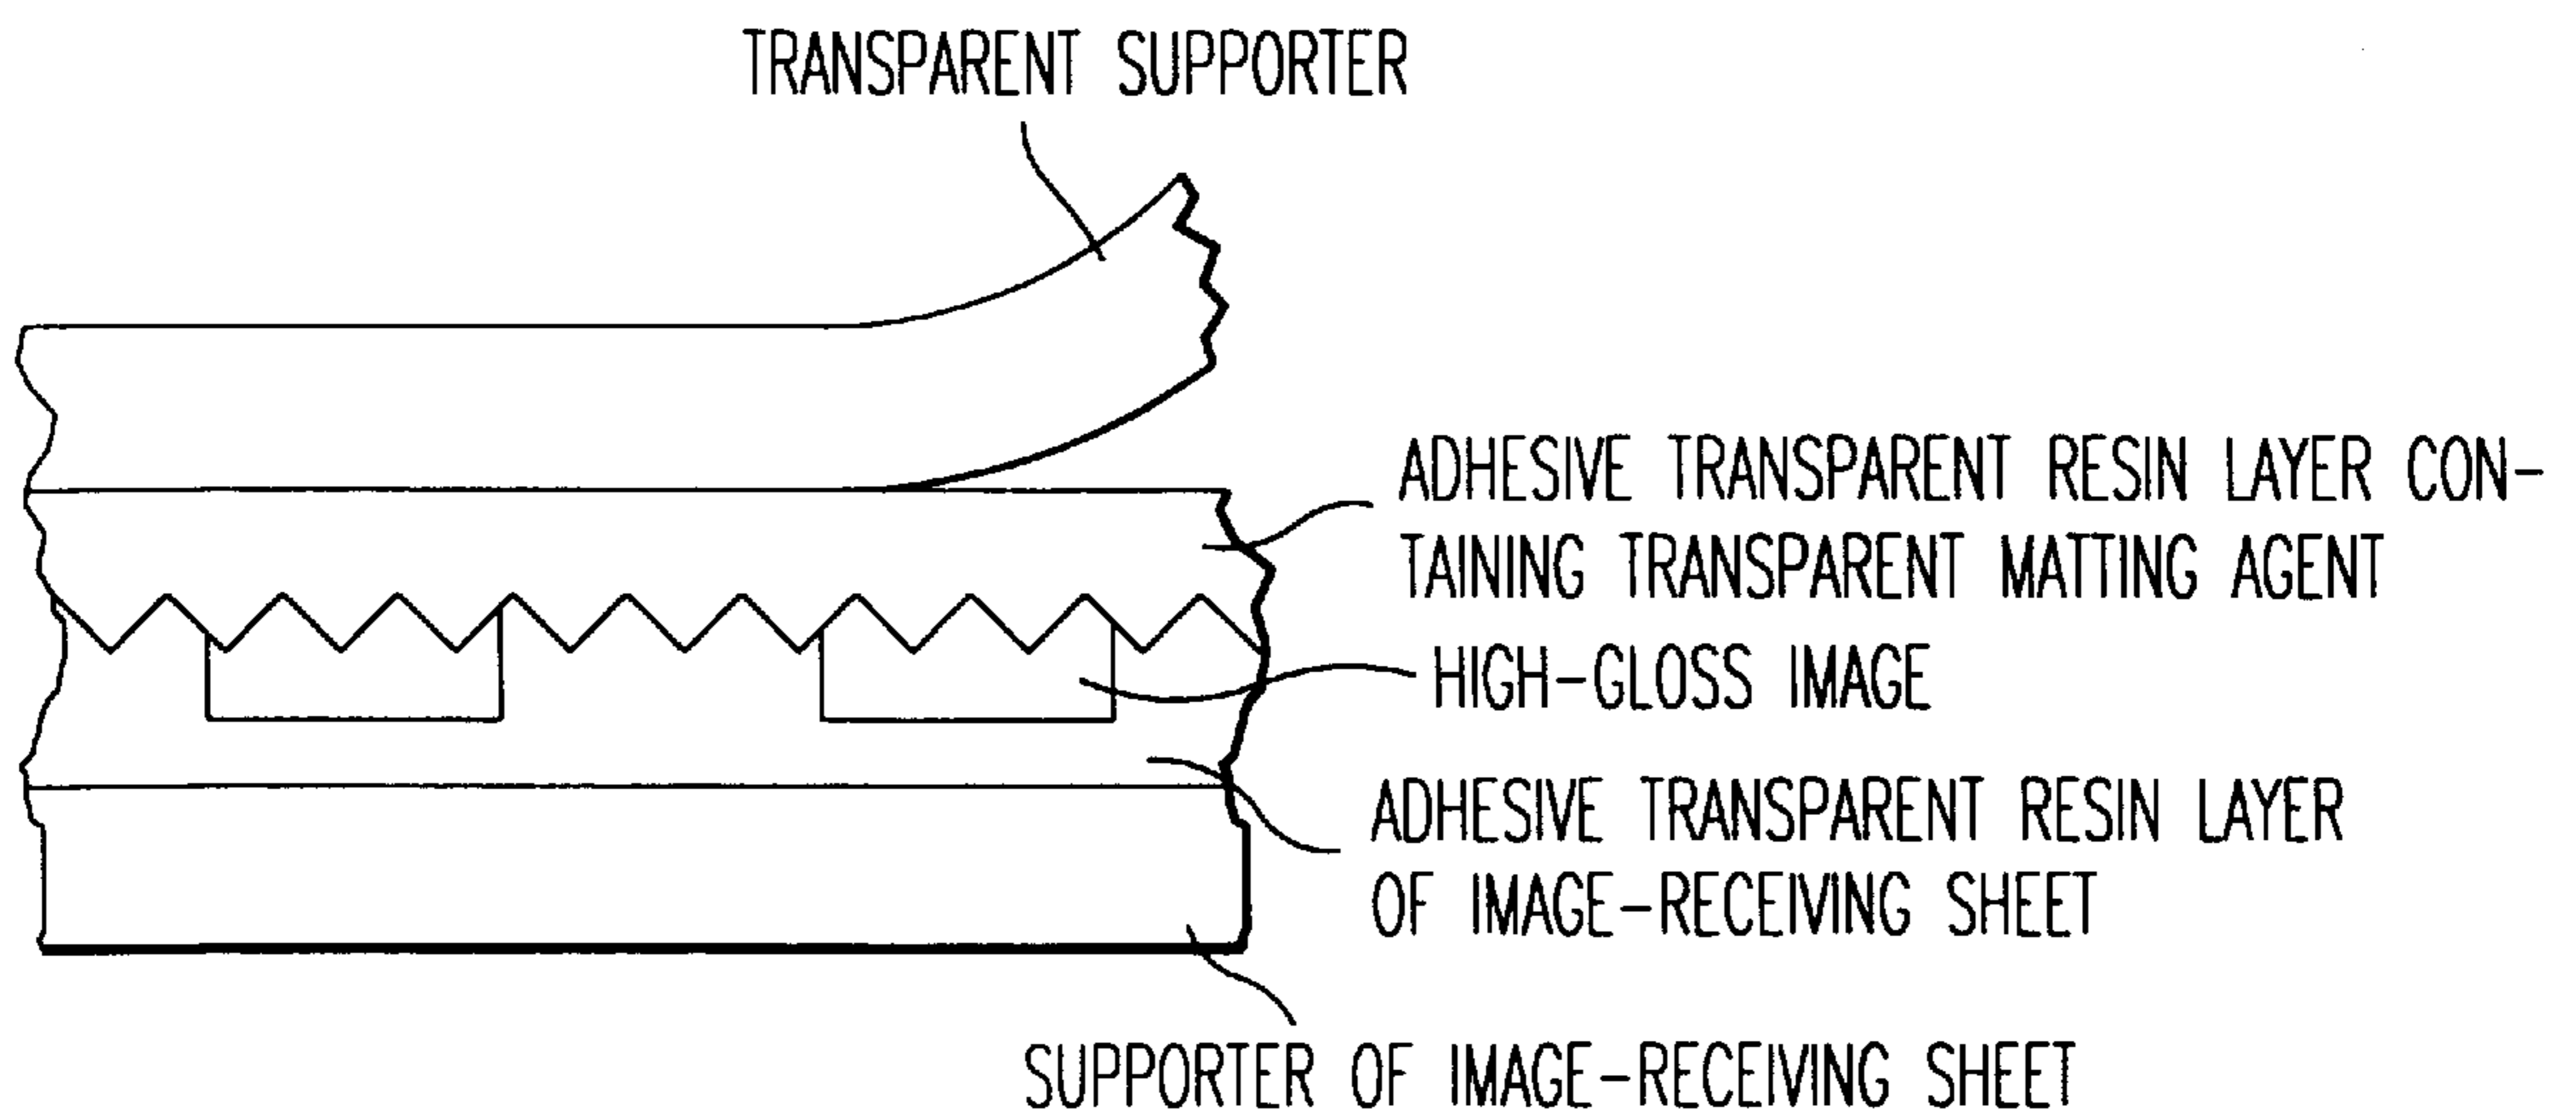 TRANSPARENT SUPPORTER
ADHESIVE TRANSPARENT RESIN LAYER CON-
TAINING TRANSPARENT MATTING AGENT
HIGH-GLOSS IMAGE
ADHESIVE TRANSPARENT RESIN LAYER
OF IMAGE-RECEIVING SHEET
SUPPORTER OF IMAGE-RECEIVING SHEET